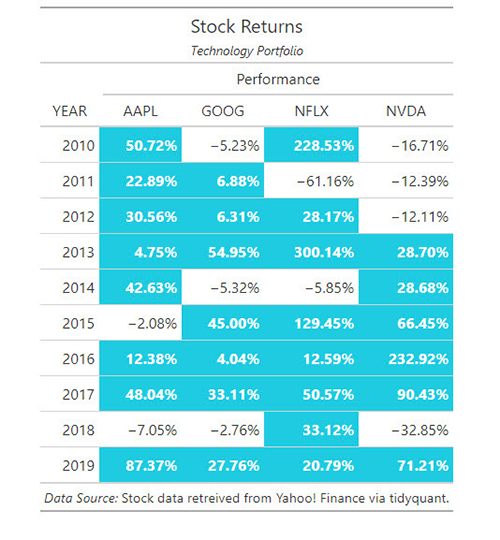 Stock Returns
Technology Portfolio
Performance
YEAR AAPL GOOG NFLX NVDA
2010 50.72% −5.23% 228.53% −16.71%
2011 22.89% 6.88% −61.16% −12.39%
2012 30.56% 6.31% 28.17% −12.11%
2013 4.75% 54.95% 300.14% 28.70%
2014 42.63% −5.32% −5.85% 28.68%
2015 −2.08% 45.00% 129.45% 66.45%
2016 12.38% 4.04% 12.59% 232.92%
2017 48.04% 33.11% 50.57% 90.43%
2018 −7.05% −2.76% 33.12% −32.85%
2019 87.37% 27.76% 20.79% 71.21%
Data Source: Stock data retreived from Yahoo! Finance via tidyquant.